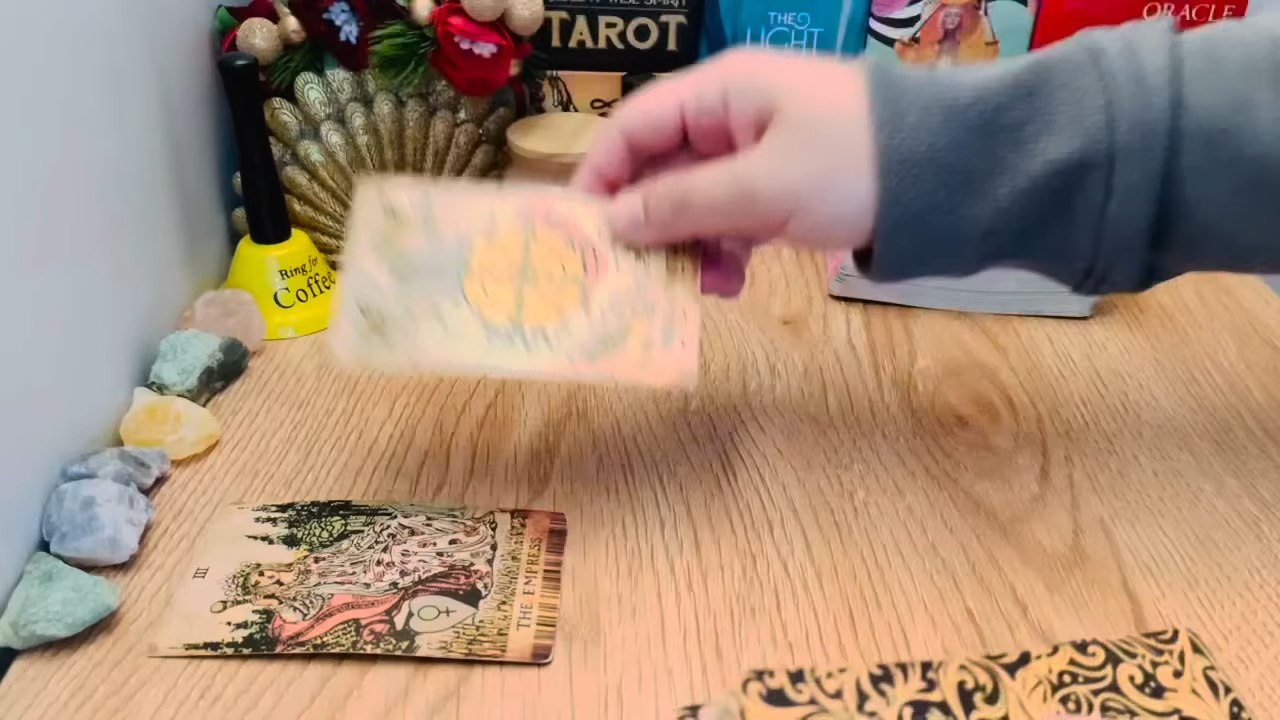 TAROT
THE
LIGHT
ORACLE
Ring for
Coffee
III
THE EMPRESS